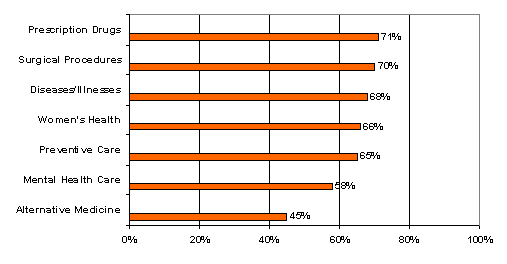 Prescription Drugs 71%
Surgical Procedures 70%
Diseases/Illnesses 68%
Women's Health 66%
Preventive Care 65%
Mental Health Care 58%
Alternative Medicine 45%
0% 20% 40% 60% 80% 100%